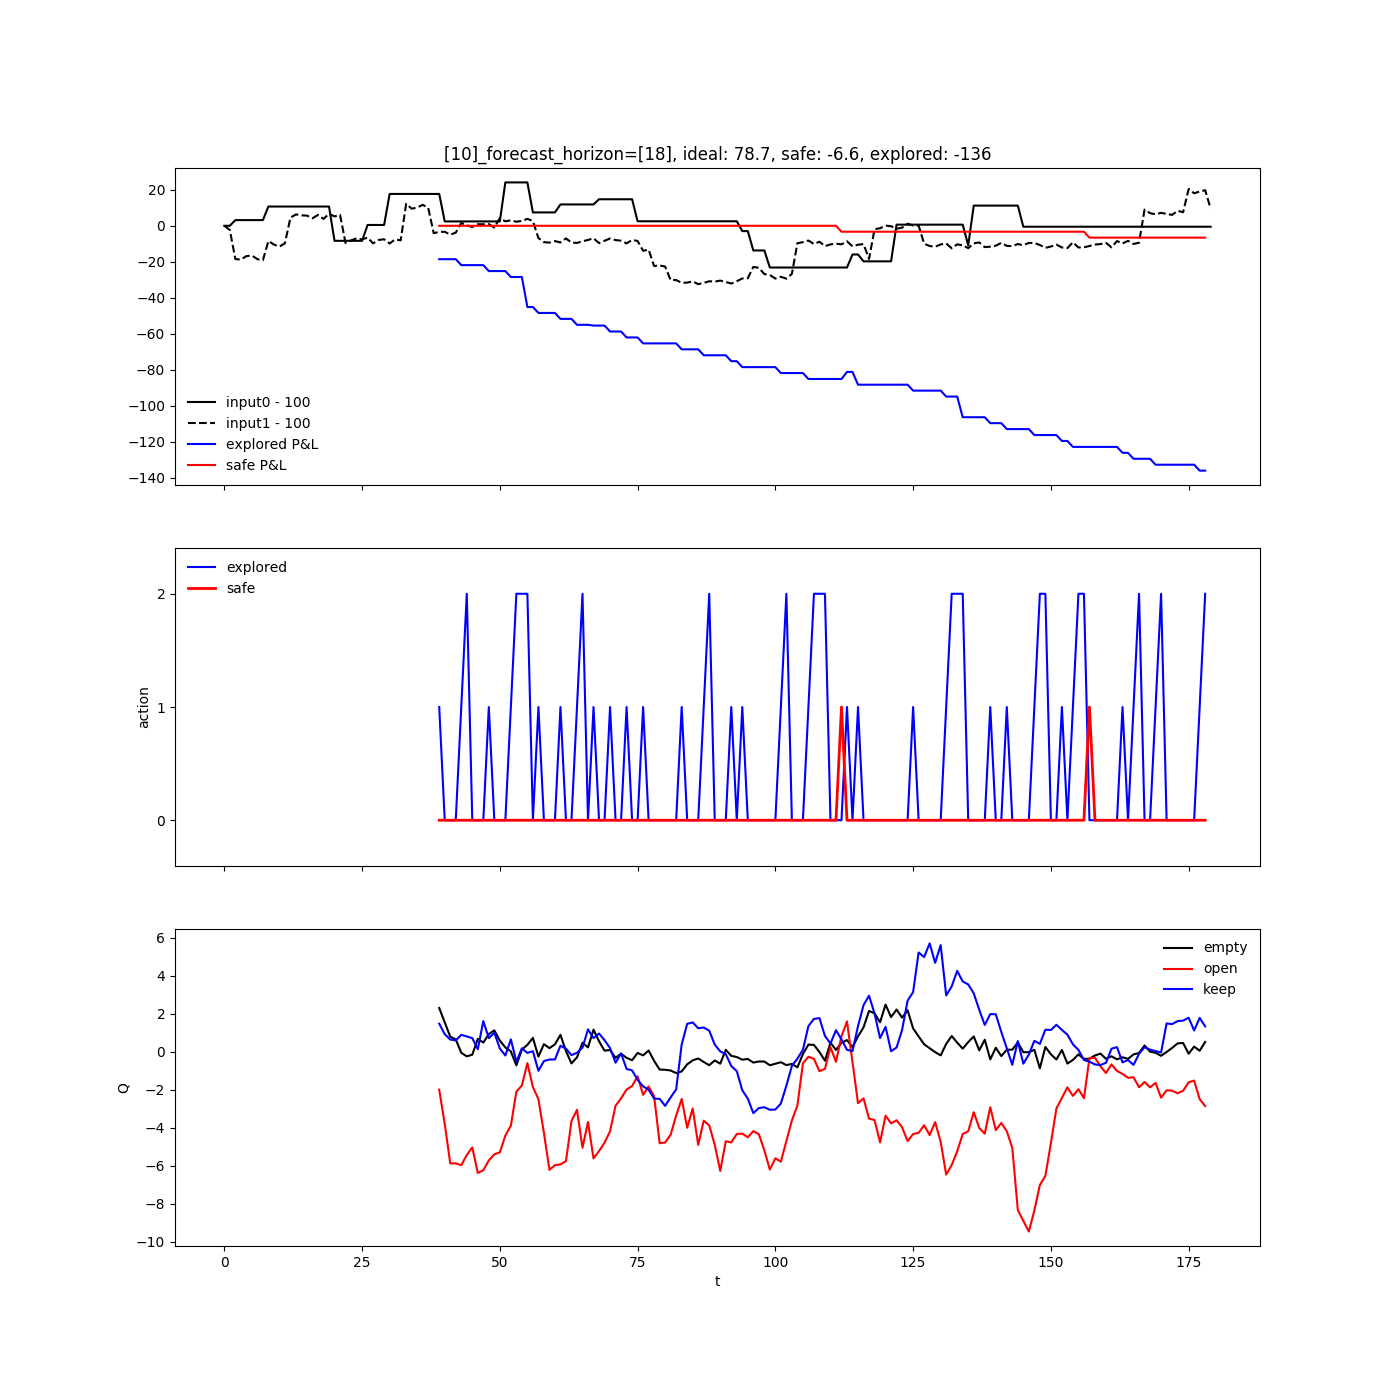 [10]_forecast_horizon=[18], ideal: 78.7, safe: -6.6, explored: -136
20
0
−20
−40
−60
−80
−100
−120
−140
input0 - 100
input1 - 100
explored P&L
safe P&L
action
2
1
0
explored
safe
Q
6
4
2
0
−2
−4
−6
−8
−10
empty
open
keep
0 25 50 75 100 125 150 175
t